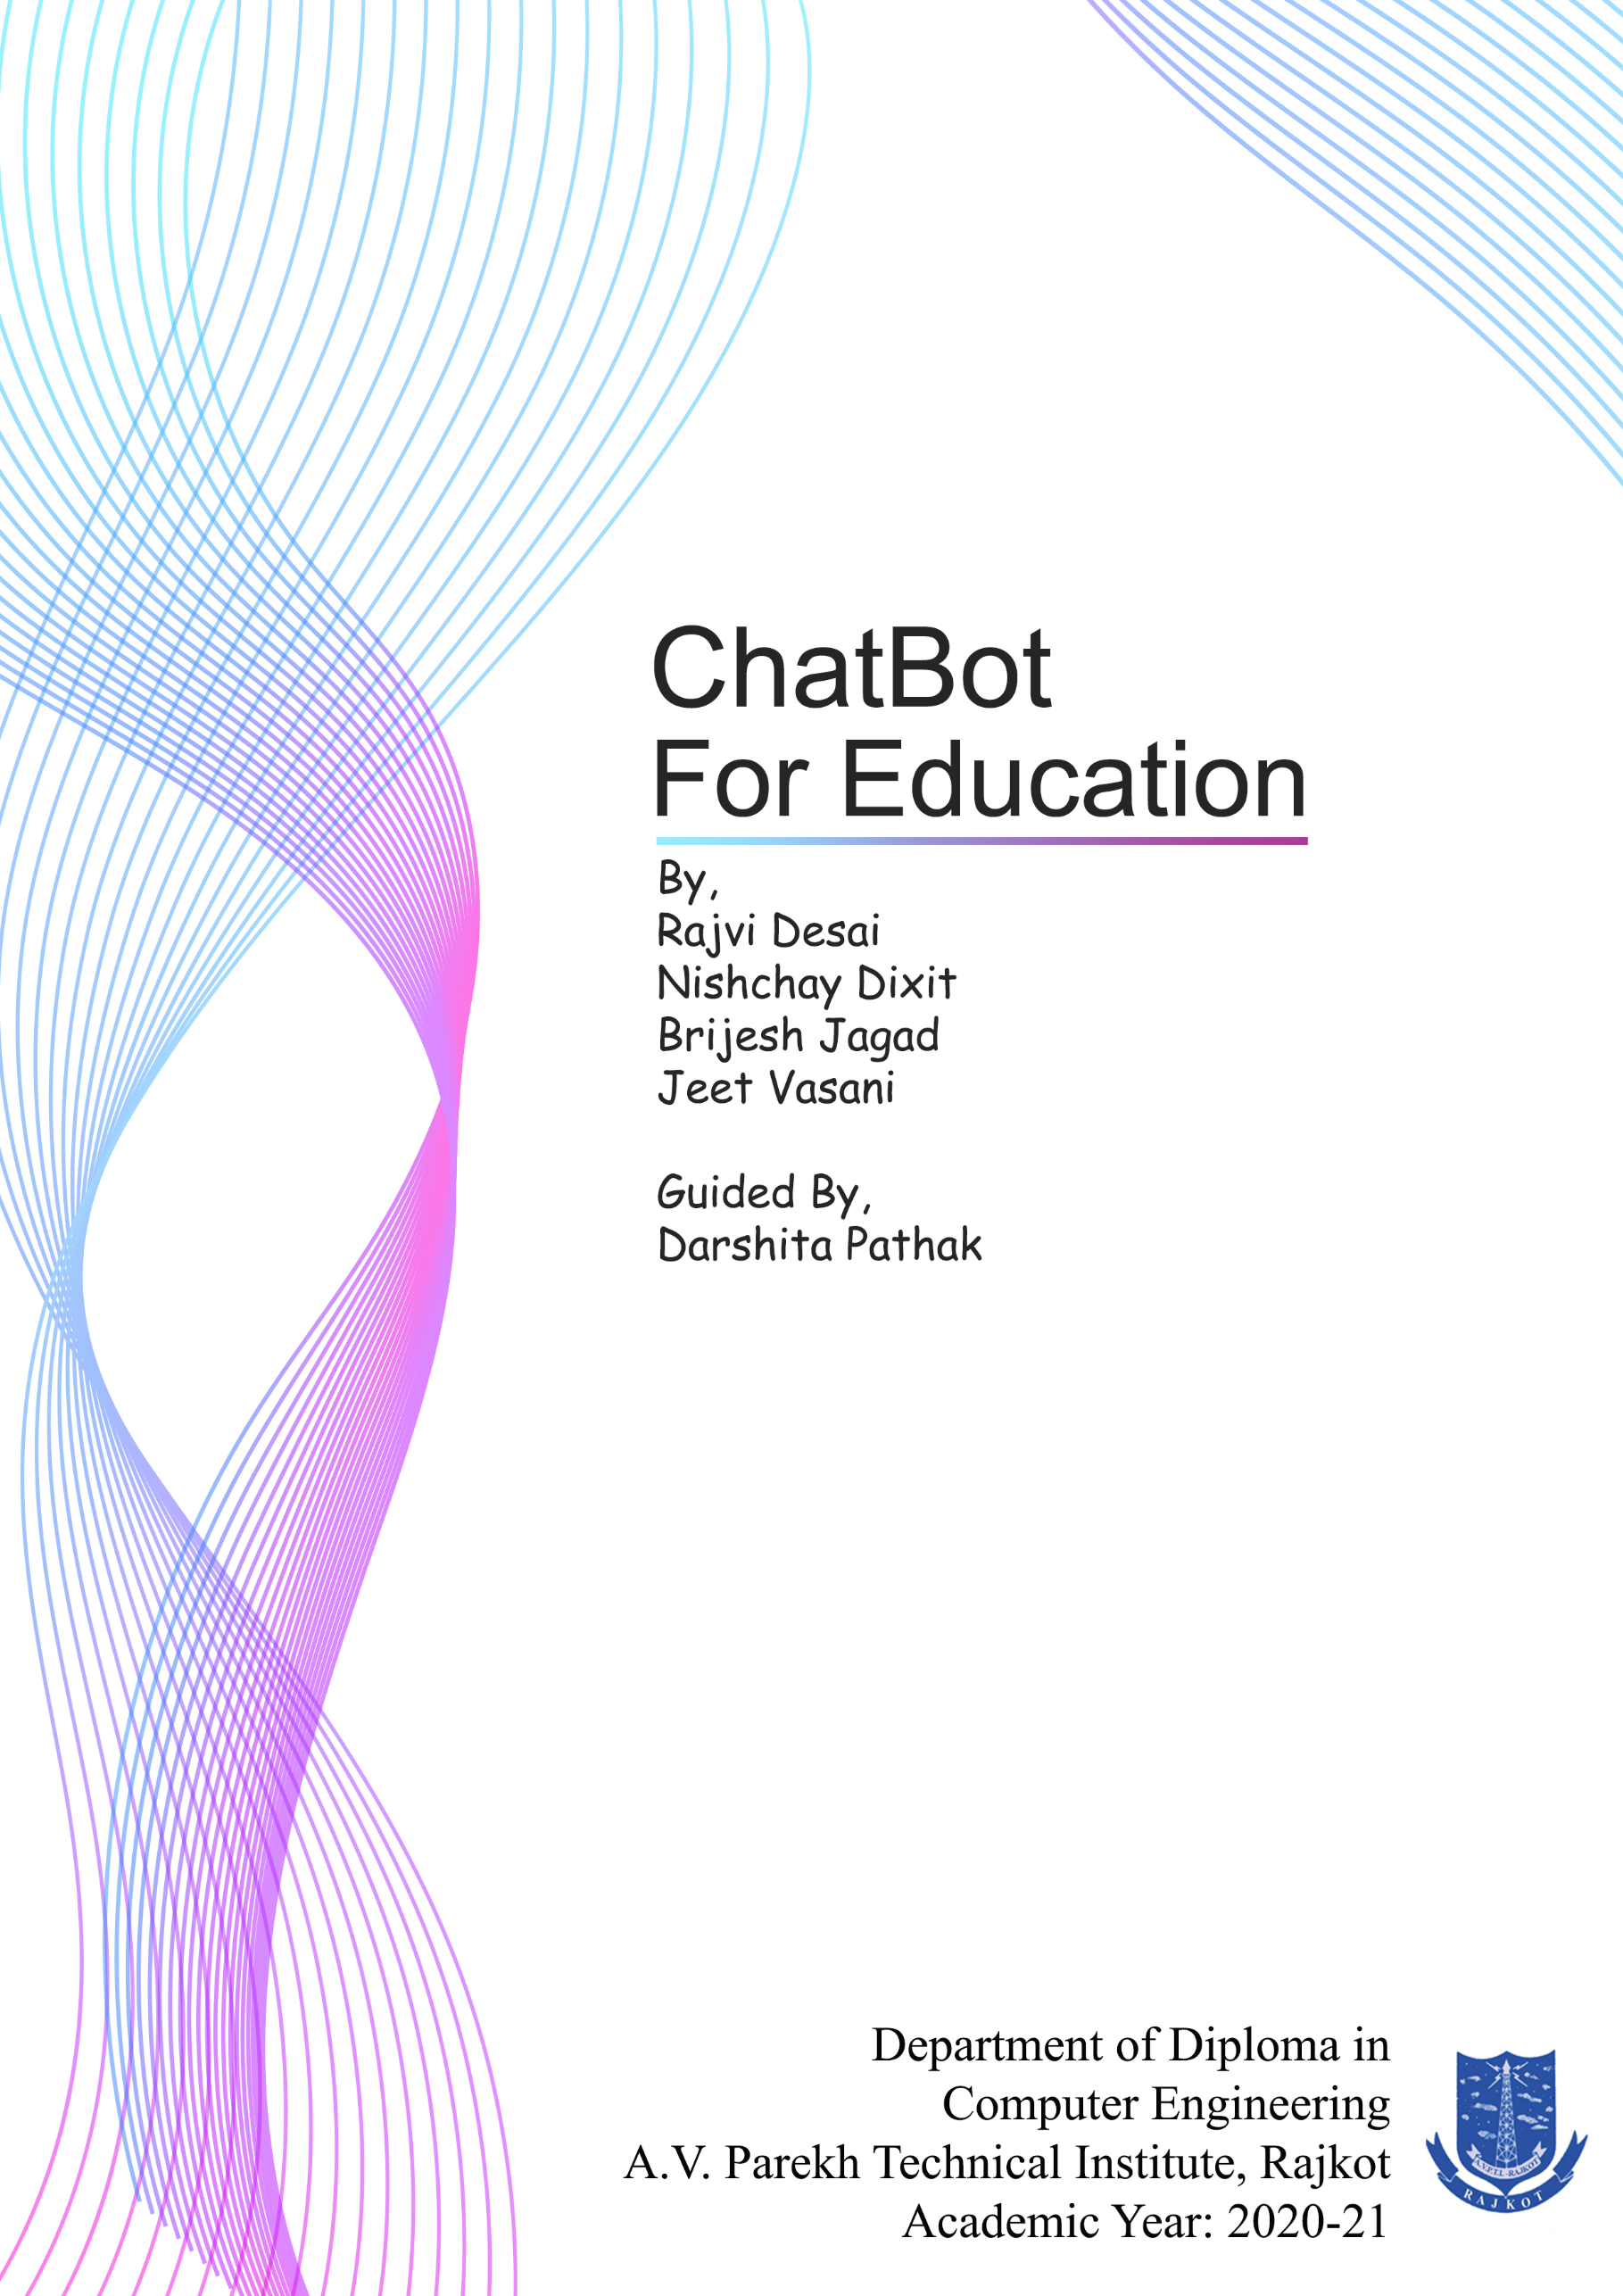 ChatBot
For Education
By,
Rajvi Desai
Nishchay Dixit
Brijesh Jagad
Jeet Vasani
Guided By,
Darshita Pathak
Department of Diploma in
Computer Engineering
A.V. Parekh Technical Institute, Rajkot
Academic Year: 2020-21
A.V.P.T.I.-RAJKOT
RAJKOT